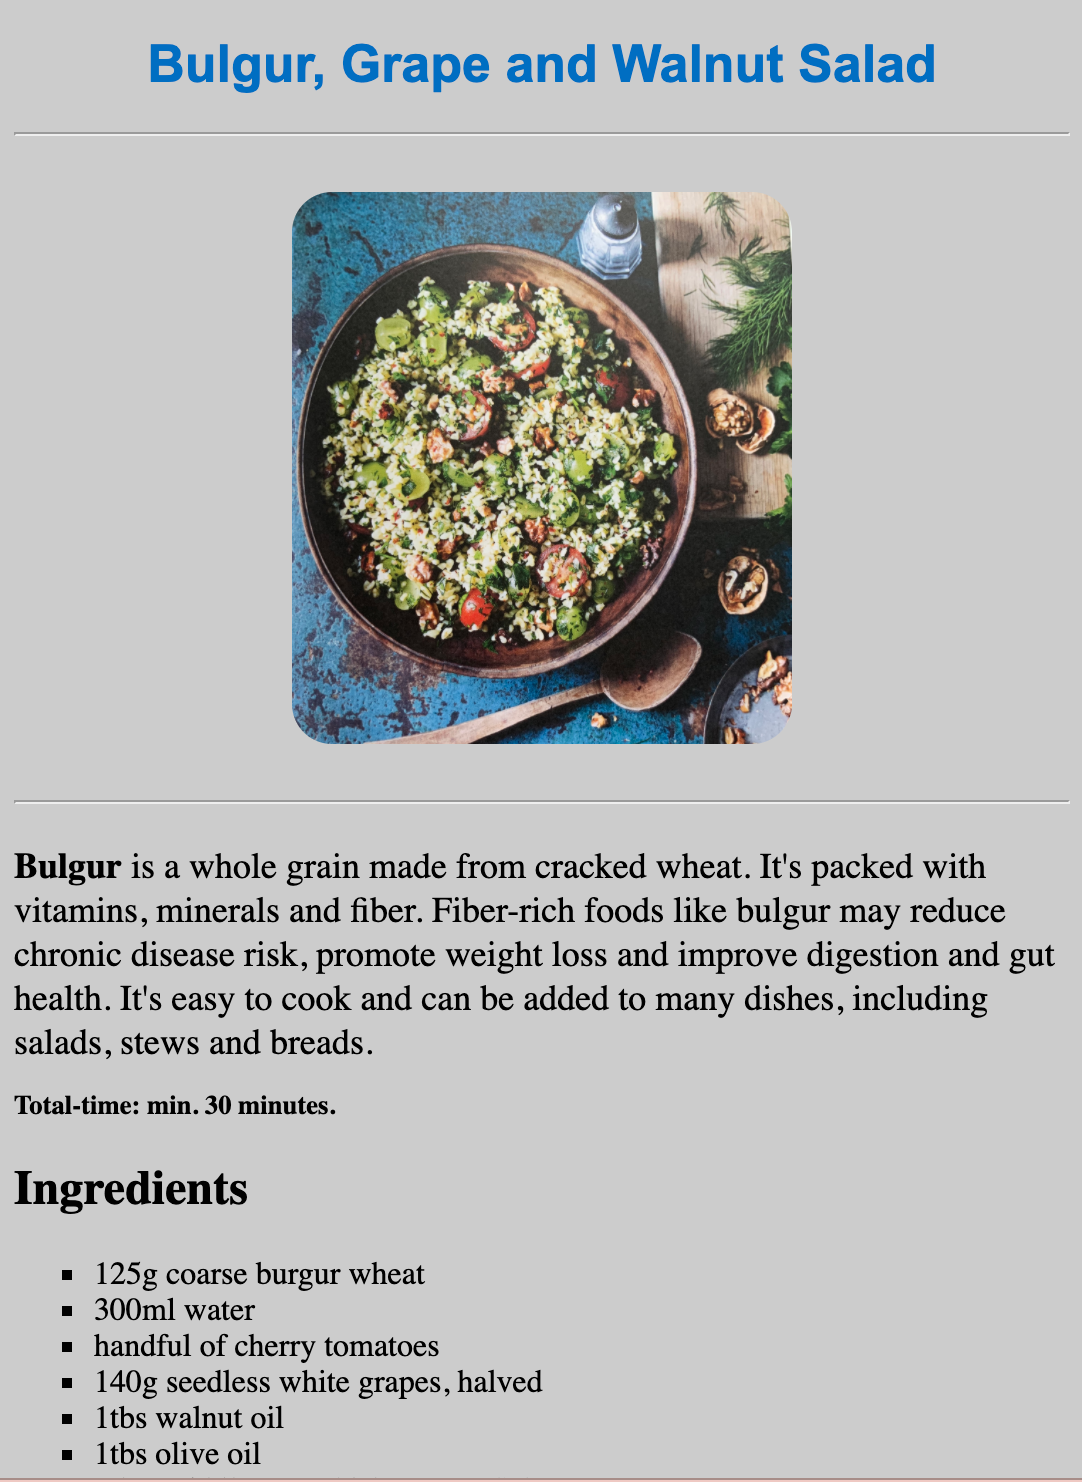 Bulgur, Grape and Walnut Salad
Bulgur is a whole grain made from cracked wheat. It's packed with
vitamins, minerals and fiber. Fiber-rich foods like bulgur may reduce
chronic disease risk, promote weight loss and improve digestion and gut
health. It's easy to cook and can be added to many dishes, including
salads, stews and breads.
Total-time: min. 30 minutes.
Ingredients
125g coarse burgur wheat
300ml water
handful of cherry tomatoes
140g seedless white grapes, halved
1tbs walnut oil
1tbs olive oil